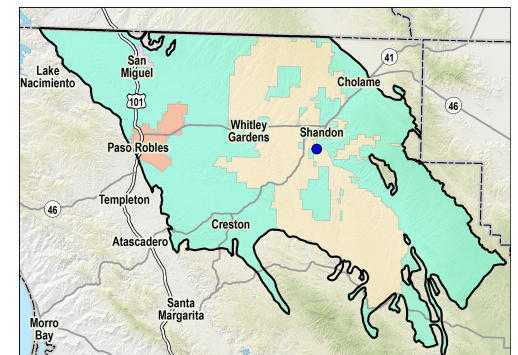 San
Miguel
41
Lake
Nacimiento
Cholame
101
46
Whitley
Gardens
Shandon
Paso Robles
Templeton
46
Creston
Atascadero
Santa
Margarita
Morro
Bay